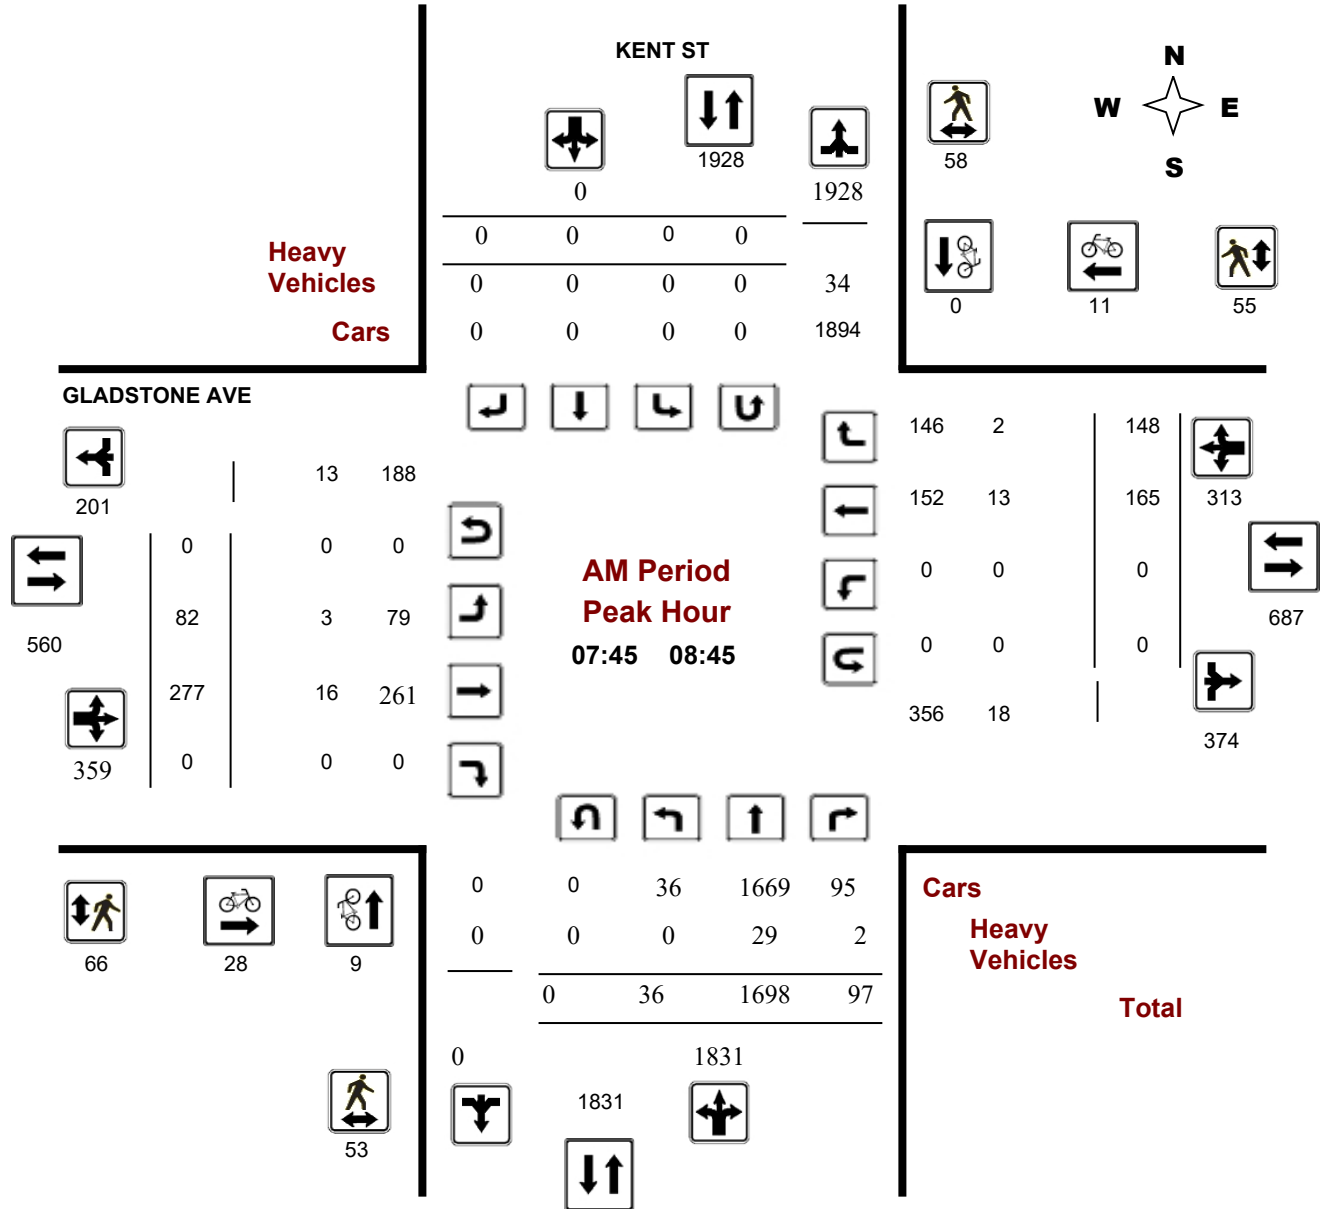 KENT ST
N
W E
S
1928
58
0 1928
0 0 0 0
Heavy
Vehicles
0 0 0 0 34
Cars
0 0 0 0 1894
0 11 55
GLADSTONE AVE
146 2 148
13 188
201
152 13 165 313
0 0 0
0 0 0
82 3 79
560
687
0 0 0
277 16 261
356 18
374
359 0 0 0
AM Period
Peak Hour
07:45 08:45
0 0 36 1669 95
Cars
0 0 0 29 2
Heavy
Vehicles
66 28 9
0 36 1698 97
Total
0 1831
1831
53